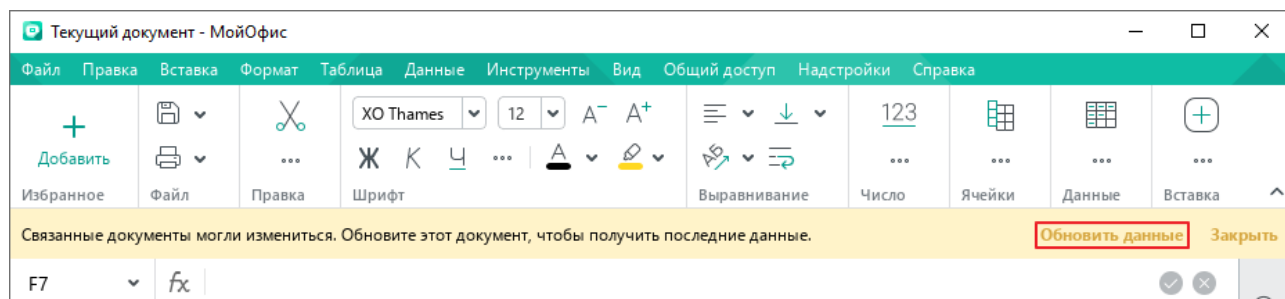 Текущий документ - МойОфис
Файл Правка Вставка Формат Таблица Данные Инструменты Вид Общий доступ Надстройки Справка
XO Thames 12 A− A+ 123
Добавить Ж К Ч ... A
Избранное Файл Правка Шрифт Выравнивание Число Ячейки Данные Вставка
Связанные документы могли измениться. Обновите этот документ, чтобы получить последние данные. Обновить данные Закрыть
F7 fx